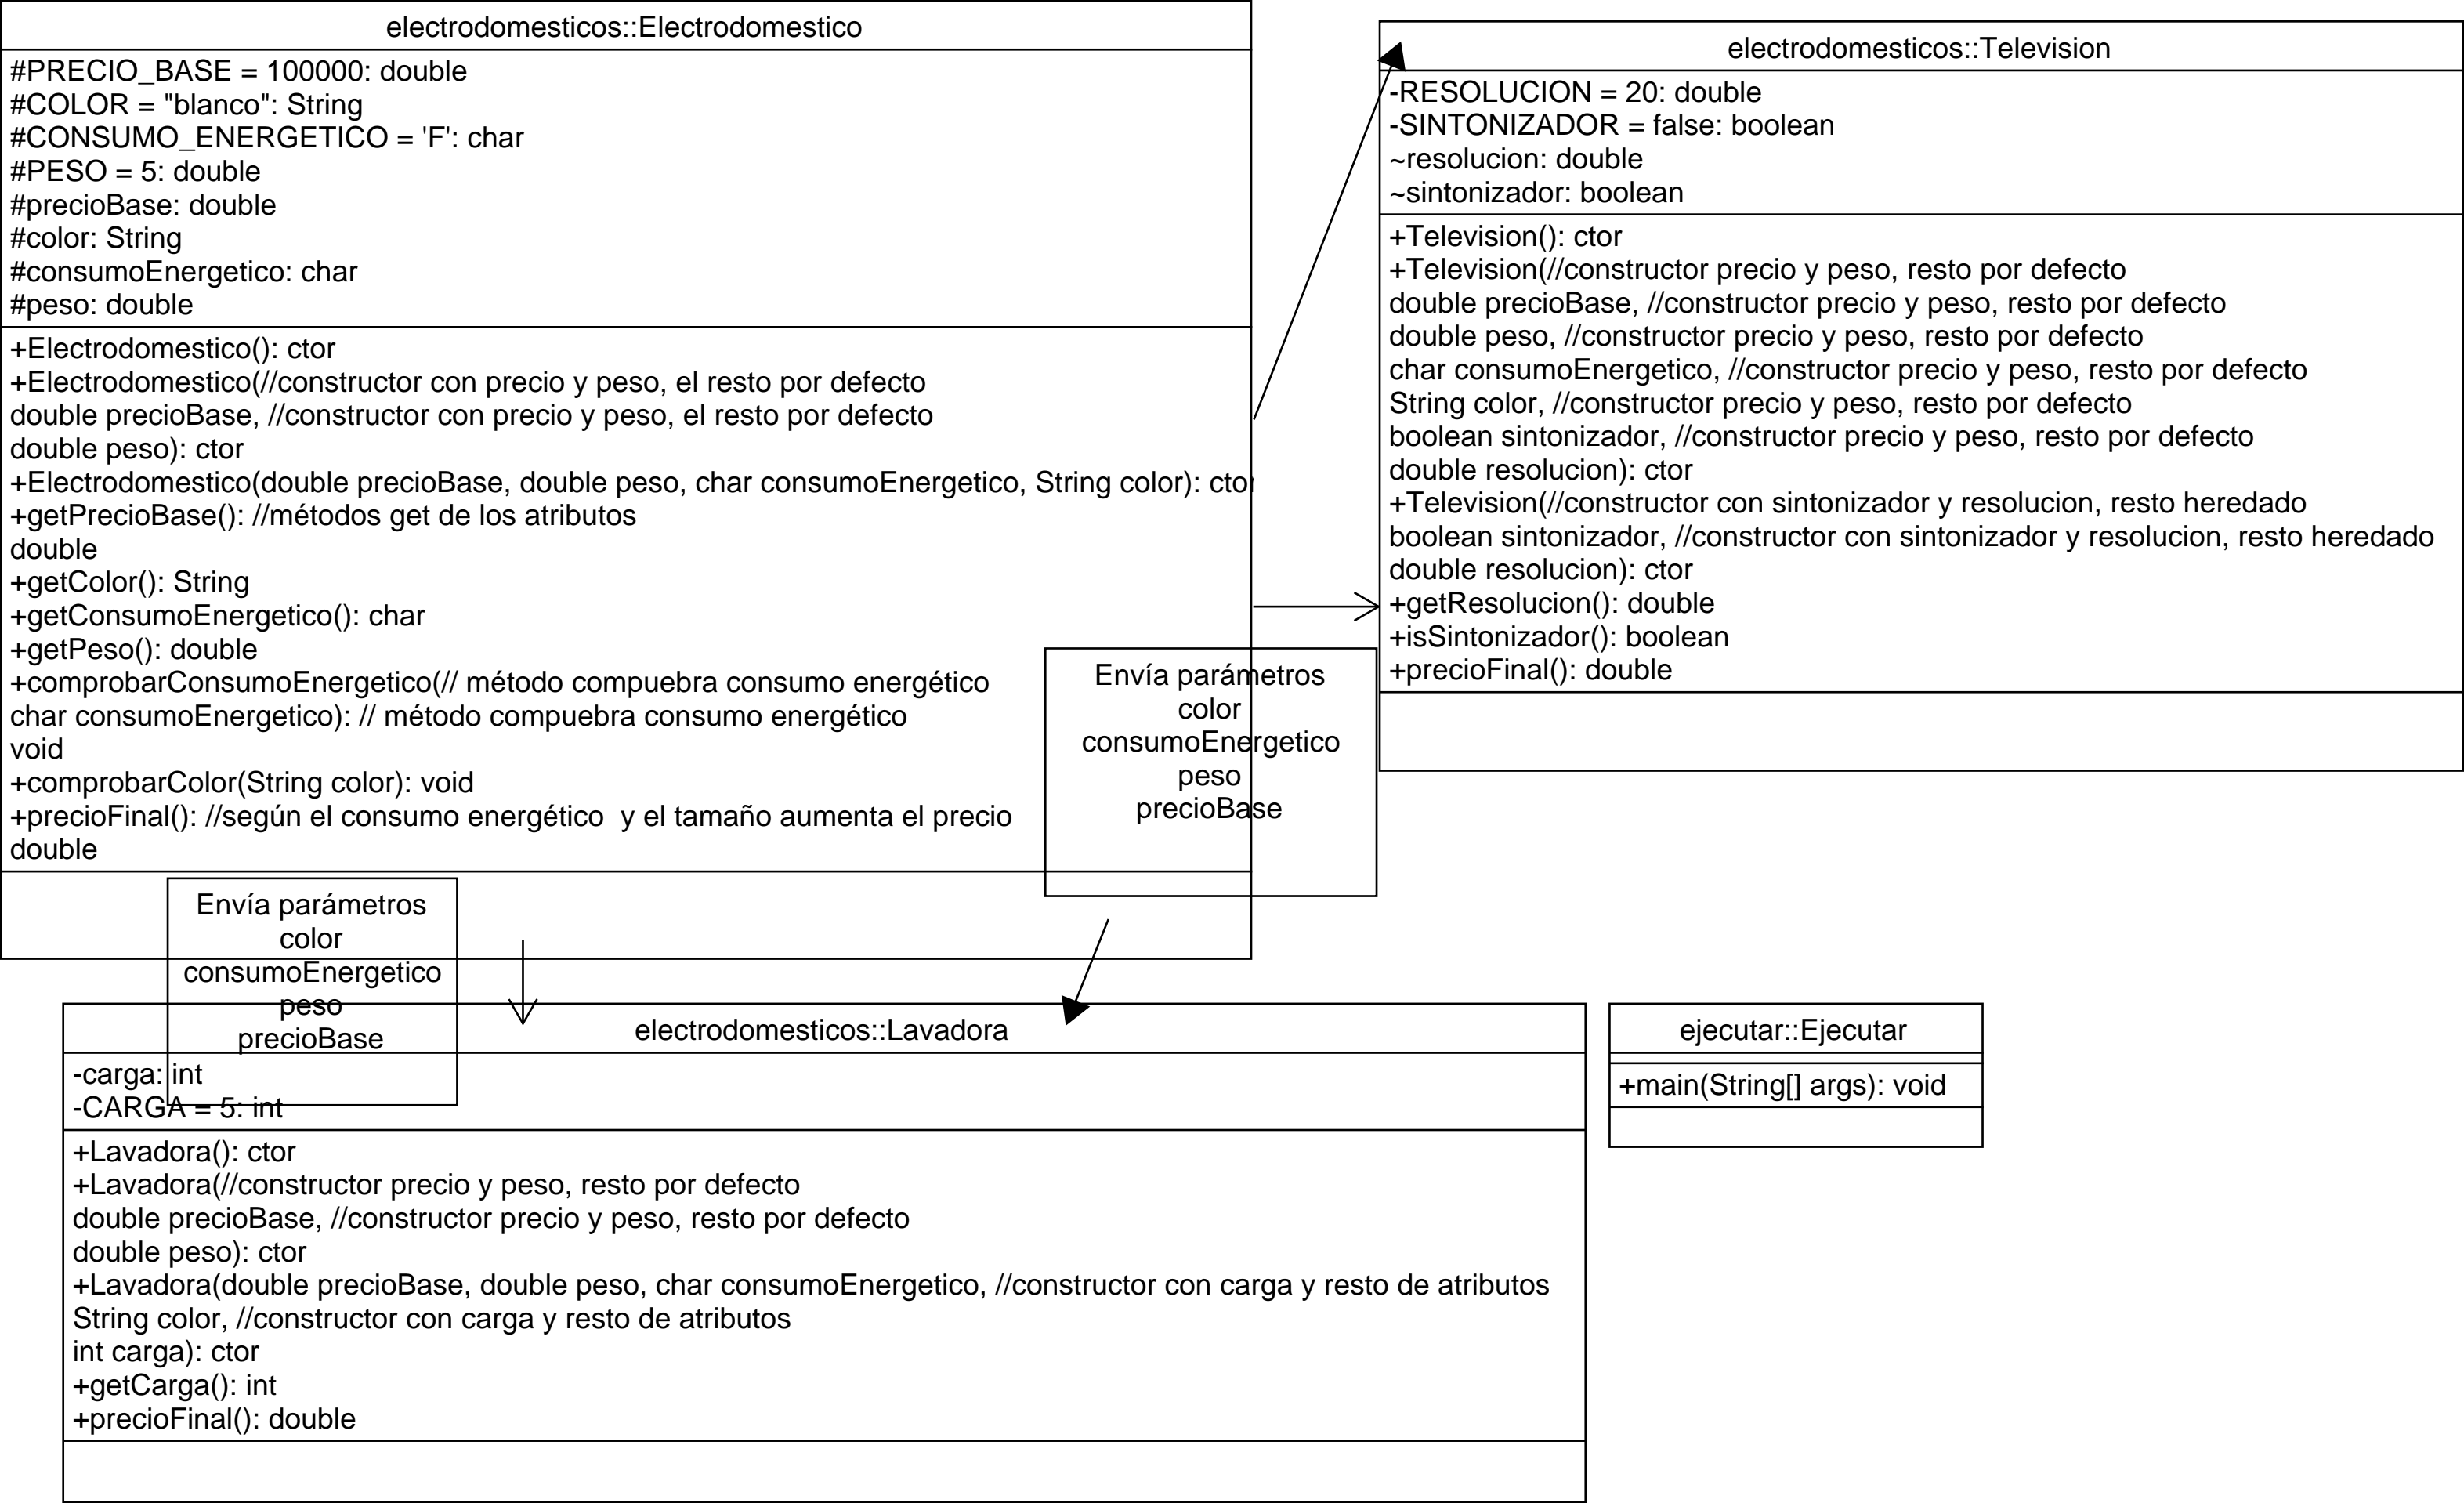 electrodomesticos::Electrodomestico
#PRECIO_BASE = 100000: double
#COLOR = "blanco": String
#CONSUMO_ENERGETICO = 'F': char
#PESO = 5: double
#precioBase: double
#color: String
#consumoEnergetico: char
#peso: double
+Electrodomestico(): ctor
+Electrodomestico(//constructor con precio y peso, el resto por defecto
double precioBase, //constructor con precio y peso, el resto por defecto
double peso): ctor
+Electrodomestico(double precioBase, double peso, char consumoEnergetico, String color): ctor
+getPrecioBase(): //métodos get de los atributos
double
+getColor(): String
+getConsumoEnergetico(): char
+getPeso(): double
+comprobarConsumoEnergetico(// método compuebra consumo energético
char consumoEnergetico): // método compuebra consumo energético
void
+comprobarColor(String color): void
+precioFinal(): //según el consumo energético  y el tamaño aumenta el precio
double
electrodomesticos::Television
-RESOLUCION = 20: double
-SINTONIZADOR = false: boolean
~resolucion: double
~sintonizador: boolean
+Television(): ctor
+Television(//constructor precio y peso, resto por defecto
double precioBase, //constructor precio y peso, resto por defecto
double peso, //constructor precio y peso, resto por defecto
char consumoEnergetico, //constructor precio y peso, resto por defecto
String color, //constructor precio y peso, resto por defecto
boolean sintonizador, //constructor precio y peso, resto por defecto
double resolucion): ctor
+Television(//constructor con sintonizador y resolucion, resto heredado
boolean sintonizador, //constructor con sintonizador y resolucion, resto heredado
double resolucion): ctor
+getResolucion(): double
+isSintonizador(): boolean
+precioFinal(): double
Envía parámetros
color
consumoEnergetico
peso
precioBase
Envía parámetros
color
consumoEnergetico
peso
precioBase
electrodomesticos::Lavadora
-carga: int
-CARGA = 5: int
+Lavadora(): ctor
+Lavadora(//constructor precio y peso, resto por defecto
double precioBase, //constructor precio y peso, resto por defecto
double peso): ctor
+Lavadora(double precioBase, double peso, char consumoEnergetico, //constructor con carga y resto de atributos
String color, //constructor con carga y resto de atributos
int carga): ctor
+getCarga(): int
+precioFinal(): double
ejecutar::Ejecutar
+main(String[] args): void